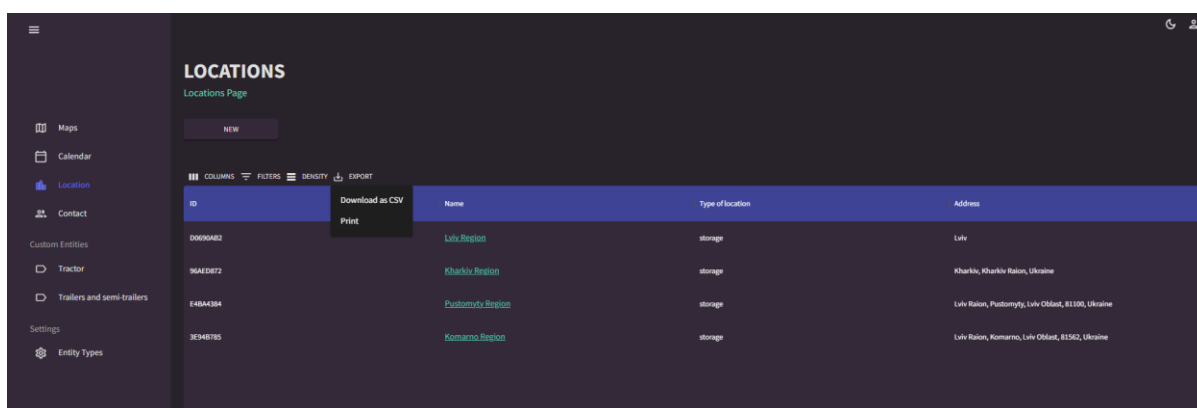 LOCATIONS
Locations Page
Maps
NEW
Calendar
COLUMNS FILTERS DENSITY EXPORT
Location
Download as CSV
Print
ID Name Type of location Address
Contact
D0690AB2 Lviv Region storage Lviv
Custom Entities
Tractor
96AED872 Kharkiv Region storage Kharkiv, Kharkiv Raion, Ukraine
Trailers and semi-trailers
E4BA4384 Pustomyty Region storage Lviv Raion, Pustomyty, Lviv Oblast, 81100, Ukraine
Settings
3E94B785 Komarno Region storage Lviv Raion, Komarno, Lviv Oblast, 81562, Ukraine
Entity Types